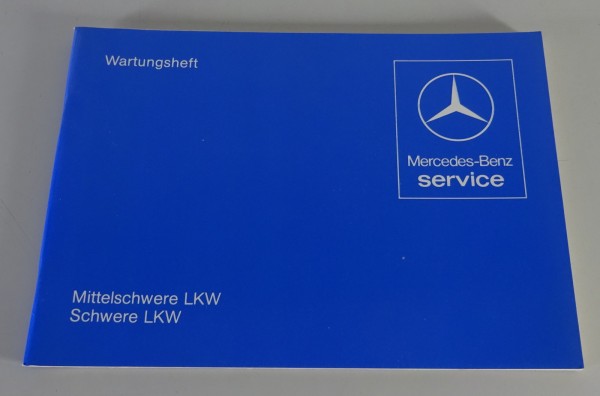 Wartungsheft
Mercedes-Benz
service
Mittelschwere LKW
Schwere LKW